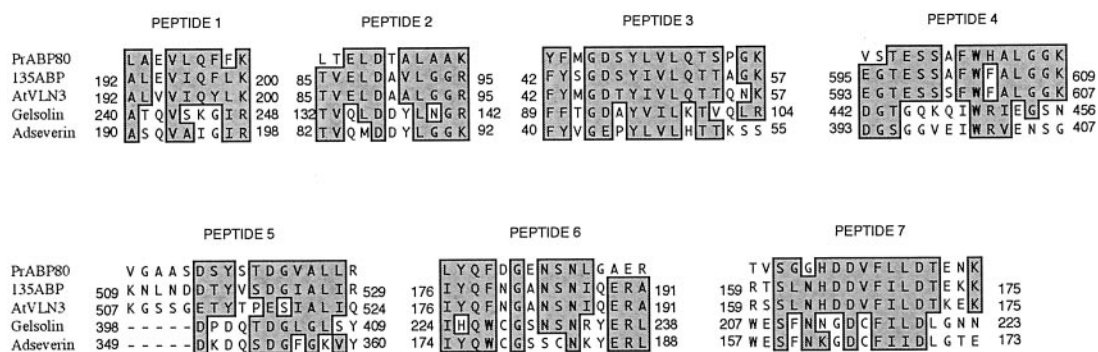 PEPTIDE 1 PEPTIDE 2 PEPTIDE 3 PEPTIDE 4
PrABP80 LAEVLQFFK LTELDTALAAK YFMGDSYLVLQTSPGK VSTESSAFWHALGGK
135ABP 192 ALEVIQFLK 200 85 TVELDAVLGGR 95 42 FYSGDSYIVLQTTAGK 57 595 EGTESSAFWFALGGK 609
AtVLN3 192 ALVVIQYLK 200 85 TVELDAALGGR 95 42 FYMGDTYIVLQTTQNK 57 593 EGTESSSFWFALGGK 607
Gelsolin 240 ATQVSKGIR 248 132 TVQLDDYLNGR 142 89 FFTGDAYVILKTVQLR 104 442 DGTGQKQIWRIEGSN 456
Adseverin 190 ASQVAIGIR 198 82 TVQMDDYLGGK 92 40 FYVGEPYLVLHTTKSS 55 393 DGSGGVEIWRVENSG 407
PEPTIDE 5 PEPTIDE 6 PEPTIDE 7
PrABP80 VGAASDSYSTDGVALLR LYQFDGENSNLGAER TVSGGHDDVFLLDTENK
135ABP 509 KNLNDDTYVSDGIALIR 529 176 IYQFNGANSNIQERA 191 159 RTSLNHDDVFILDTEKK 175
AtVLN3 507 KGSSGETYTPESIALIQ 524 176 IYQFNGANSNIQERA 191 159 RSSLNHDDVFILDTKEK 175
Gelsolin 398 -----DPDQTDGLGLSY 409 224 IHQWCGSNSNRYERL 238 207 WESFNNGDCFILDLGNN 223
Adseverin 349 -----DKDQSDGFGKVY 360 174 IYQWCGSSCNKYERL 188 157 WESFNKGDCFIIDLGTE 173